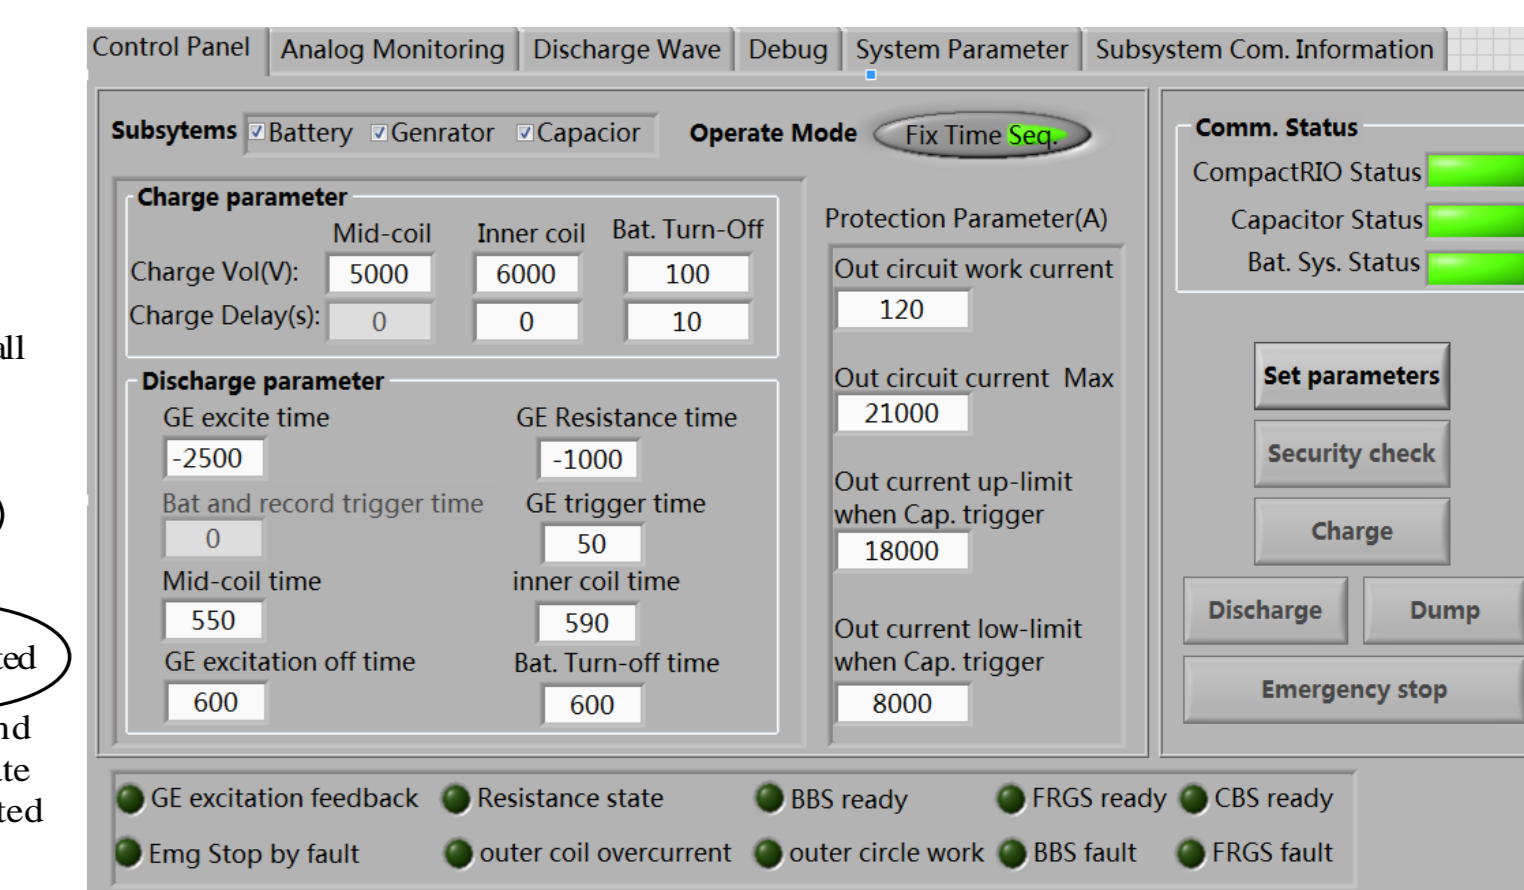 Control Panel Analog Monitoring Discharge Wave Debug System Parameter Subsystem Com. Information
Subsytems Battery Genrator Capacior Operate Mode Fix Time Seq.
Charge parameter
Mid-coil Inner coil Bat. Turn-Off
Charge Vol(V): 5000 6000 100
Charge Delay(s): 0 0 10
Discharge parameter
GE excite time GE Resistance time
-2500 -1000
Bat and record trigger time GE trigger time
0 50
Mid-coil time inner coil time
550 590
GE excitation off time Bat. Turn-off time
600 600
Protection Parameter(A)
Out circuit work current
120
Out circuit current Max
21000
Out current up-limit
when Cap. trigger
18000
Out current low-limit
when Cap. trigger
8000
Comm. Status
CompactRIO Status
Capacitor Status
Bat. Sys. Status
Set parameters
Security check
Charge
Discharge Dump
Emergency stop
GE excitation feedback Resistance state BBS ready FRGS ready CBS ready
Emg Stop by fault outer coil overcurrent outer circle work BBS fault FRGS fault